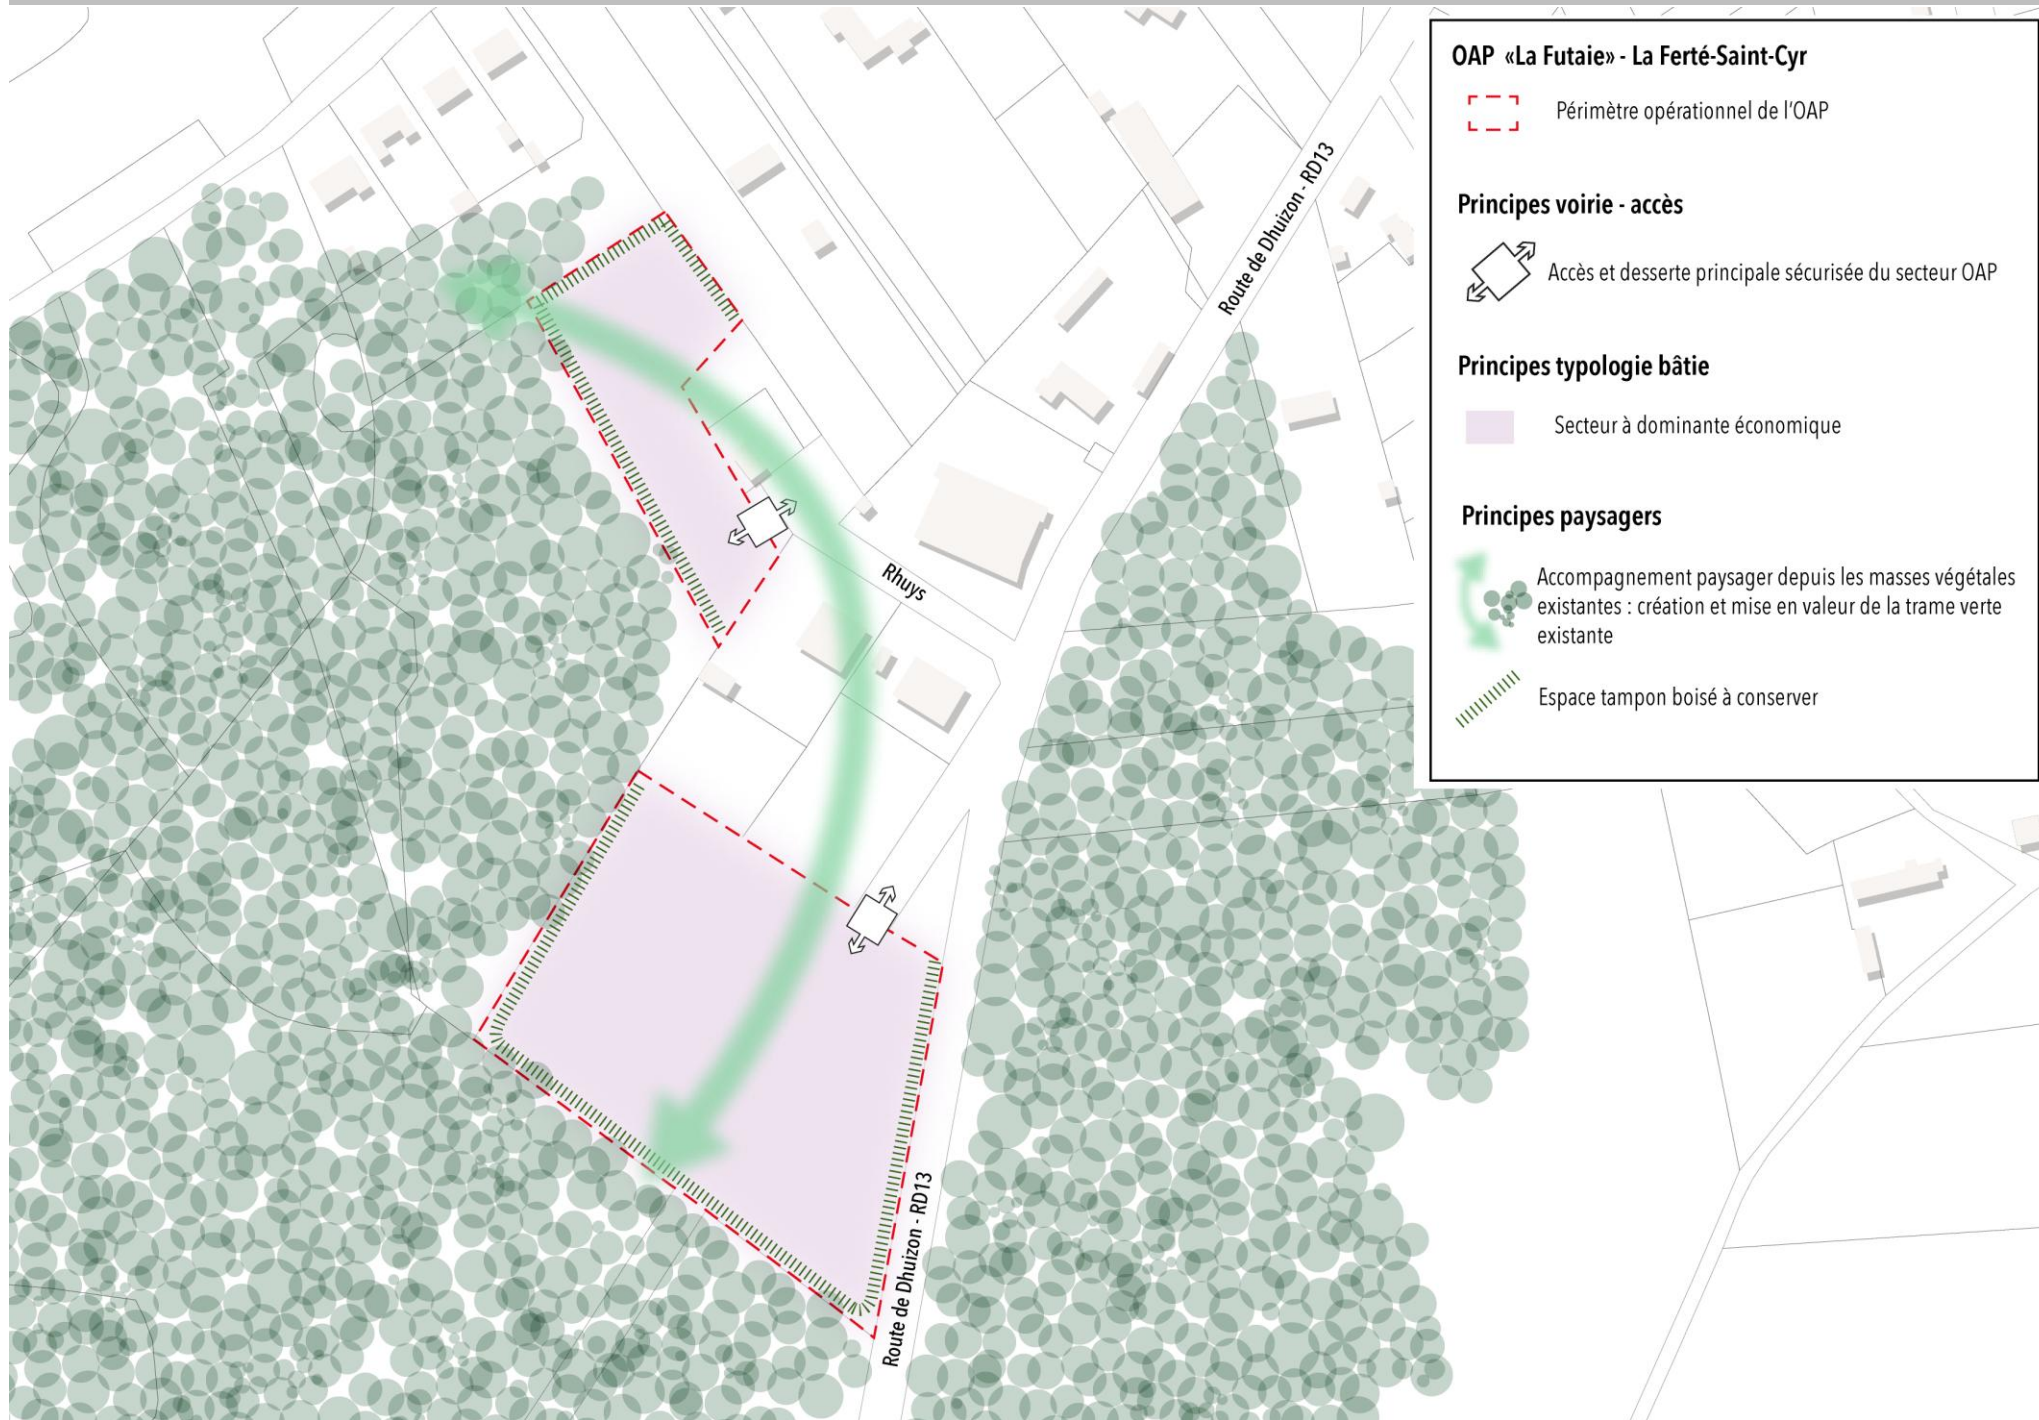 OAP «La Futaie» - La Ferté-Saint-Cyr
Périmètre opérationnel de l'OAP
Principes voirie - accès
Accès et desserte principale sécurisée du secteur OAP
Principes typologie bâtie
Secteur à dominante économique
Principes paysagers
Accompagnement paysager depuis les masses végétales
existantes : création et mise en valeur de la trame verte
existante
Espace tampon boisé à conserver
Route de Dhuizon - RD13
Rhuys
Route de Dhuizon - RD13